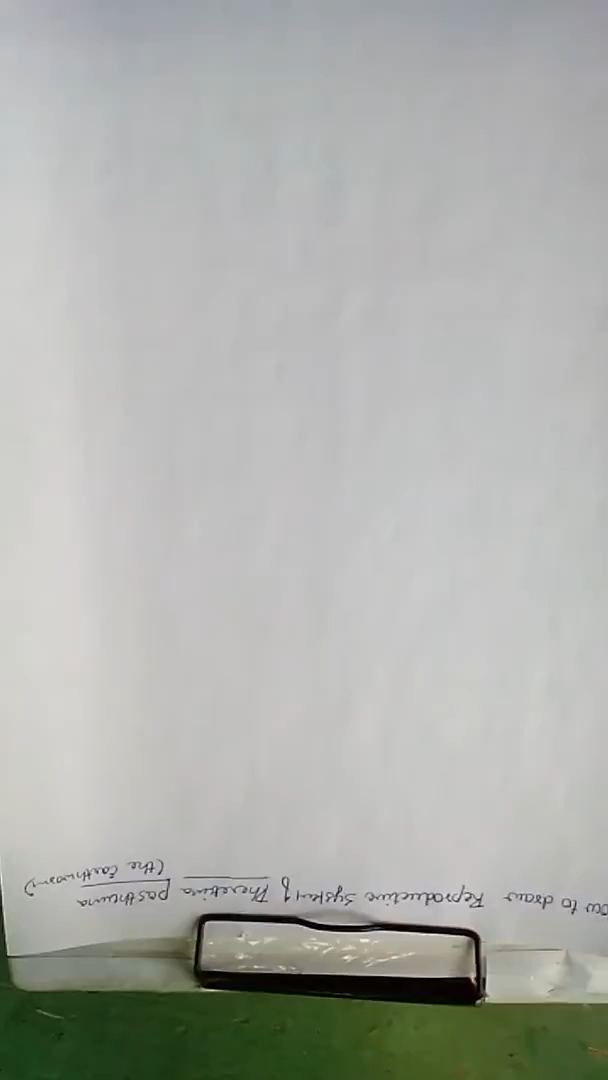 ow to draw Reproductive System of Pheretima posthuma
(the Earthworm)